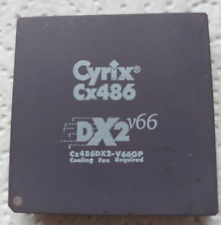 Cyrix®
Cx486
DX2 v66
Cx486DX2-V66GP
Cooling Fan Required